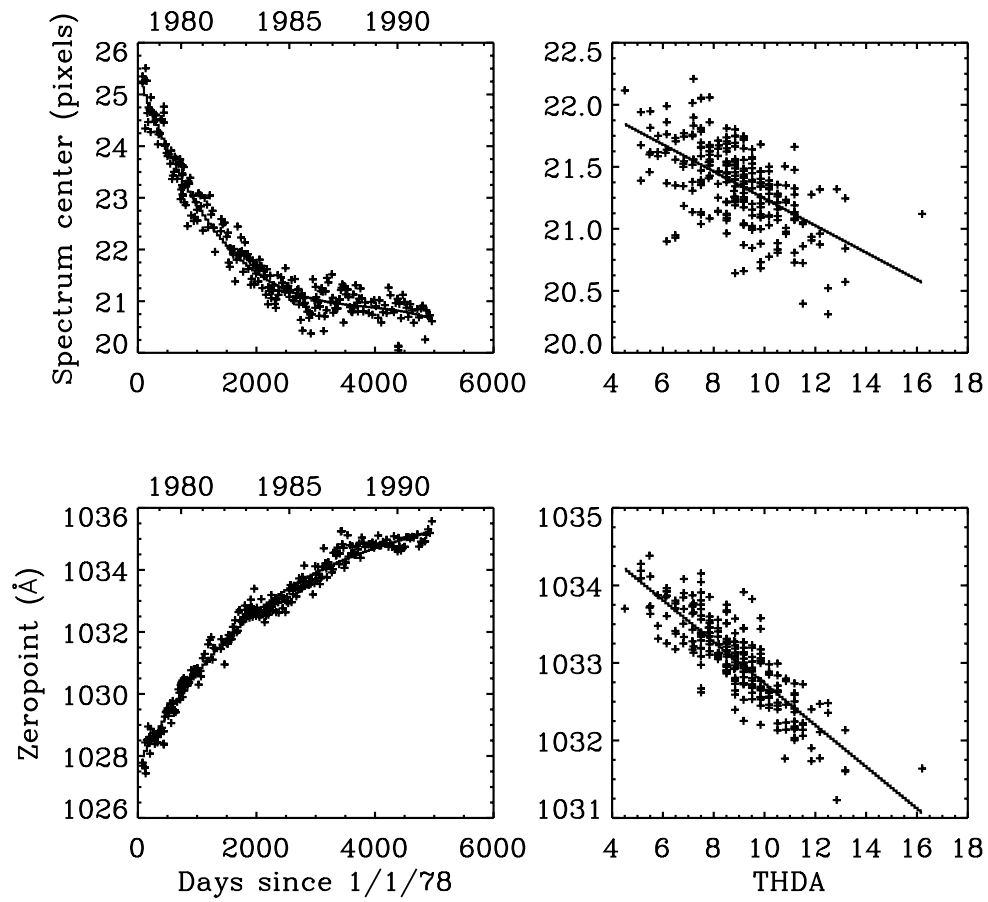 1980 1985 1990
Spectrum center (pixels)
26
25
24
23
22
21
20
0 2000 4000 6000
22.5
22.0
21.5
21.0
20.5
20.0
4 6 8 10 12 14 16 18
1980 1985 1990
Zeropoint (Å)
1036
1034
1032
1030
1028
1026
0 2000 4000 6000
Days since 1/1/78
1035
1034
1033
1032
1031
4 6 8 10 12 14 16 18
THDA